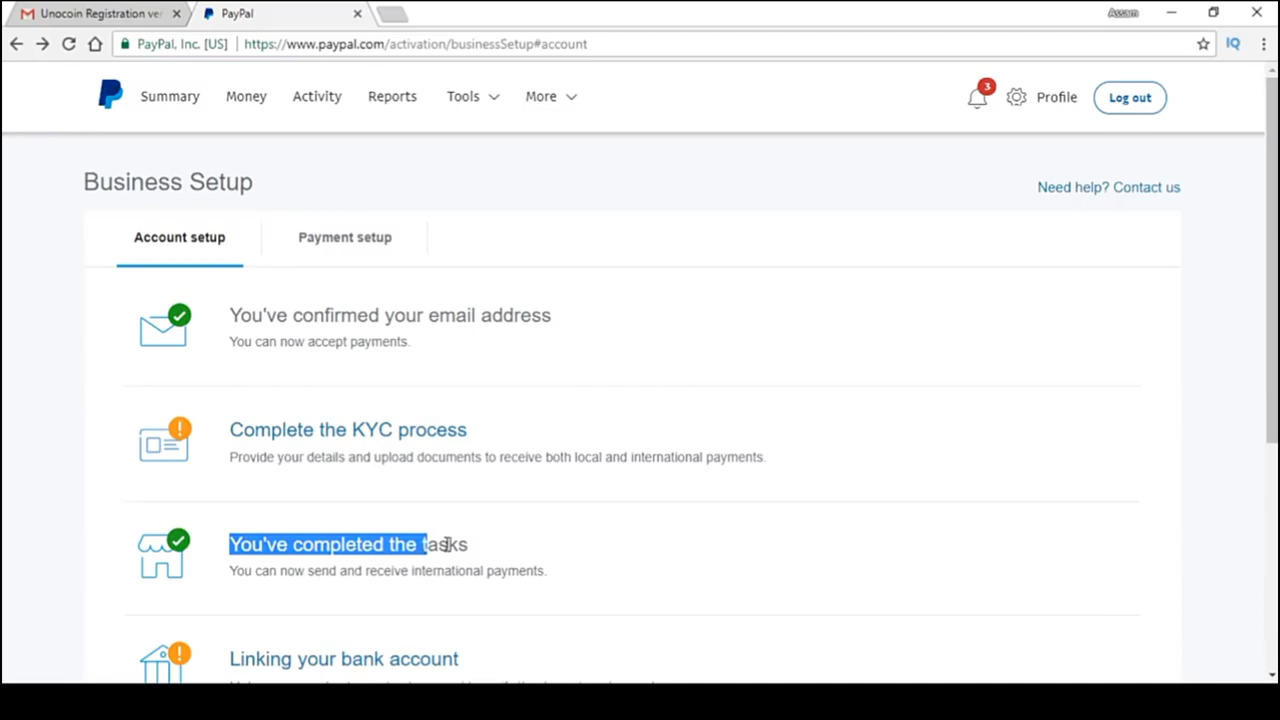 Unocoin Registration ver
PayPal
Assam
PayPal, Inc. [US]
https://www.paypal.com/activation/businessSetup#account
IQ
Summary
Money
Activity
Reports
Tools
More
3
Profile
Log out
Business Setup
Need help? Contact us
Account setup
Payment setup
You've confirmed your email address
You can now accept payments.
Complete the KYC process
Provide your details and upload documents to receive both local and international payments.
You've completed the tasks
You can now send and receive international payments.
Linking your bank account